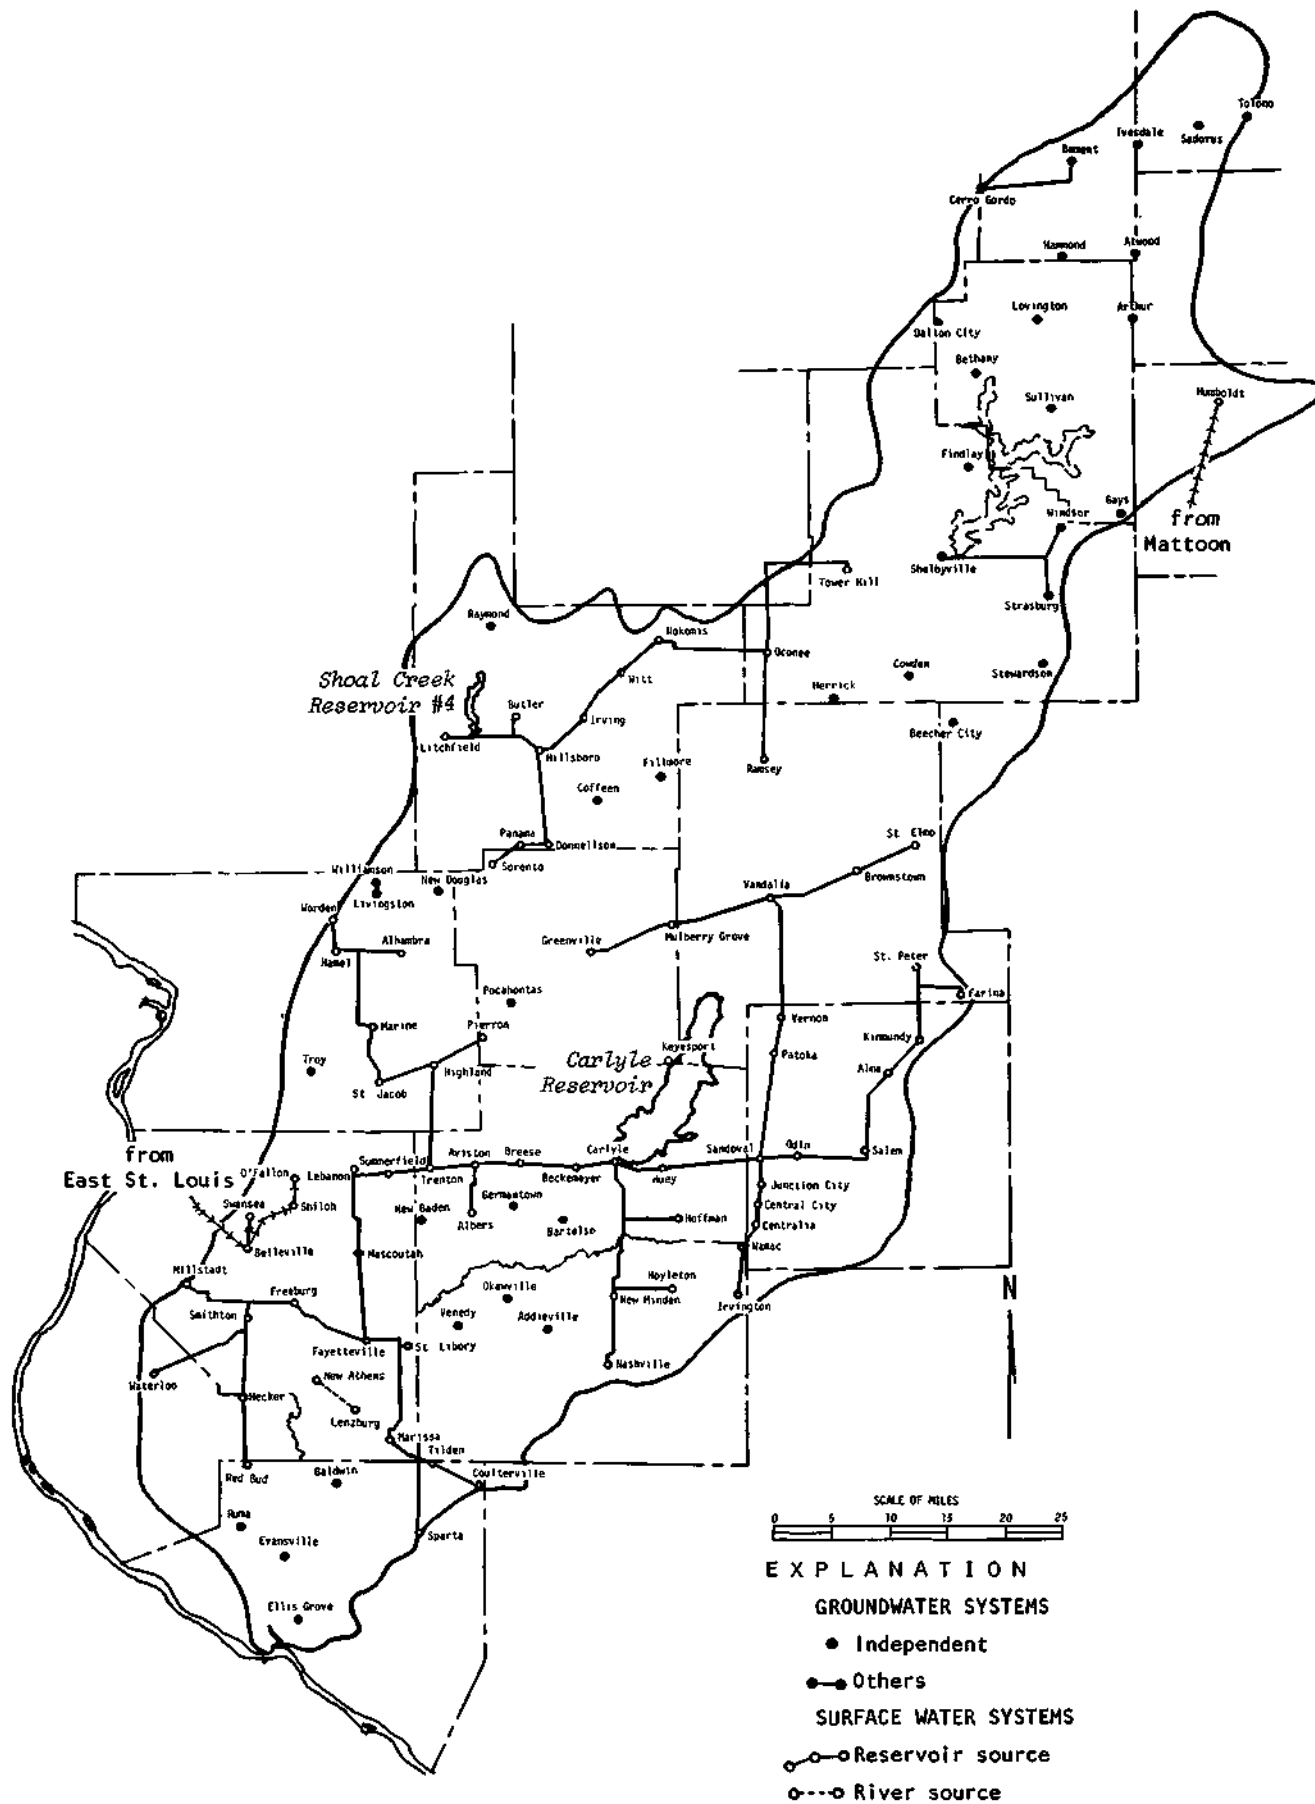 Tolono
Ivesdale
Sadorus
Bement
Cerro Gordo
Hammond
Atwood
Lovington
Arthur
Dalton City
Bethany
Sullivan
Humboldt
Findlay
Gays
Windsor
from
Mattoon
Shelbyville
Tower Hill
Strasburg
Raymond
Nokomis
Oconee
Cowden
Stewardson
Shoal Creek
Reservoir #4
Witt
Herrick
Butler
Irving
Beecher City
Litchfield
Hillsboro
Fillmore
Ramsey
Coffeen
Panama
Donnellson
St Elmo
Sorento
Williamson
New Douglas
Vandalia
Brownstown
Livingston
Worden
Mulberry Grove
Alhambra
Greenville
Hamel
St. Peter
Pocahontas
Farina
Marine
Pierron
Vernon
Kinmundy
Keyesport
Patoka
Troy
Carlyle
Reservoir
Highland
Alma
St Jacob
from
East St. Louis
O'Fallon
Lebanon
Summerfield
Trenton
Aviston
Breese
Beckemeyer
Carlyle
Huey
Sandoval
Odin
Salem
Swansea
Shiloh
New Baden
Albers
Germantown
Bartelso
Hoffman
Junction City
Central City
Centralia
Belleville
Mascoutah
Wamac
Millstadt
Freeburg
Okawville
Hoyleton
New Minden
Irvington
N
Smithton
Venedy
Addieville
Fayetteville
St Libory
Nashville
Waterloo
New Athens
Hecker
Lenzburg
Marissa
Tilden
Red Bud
Baldwin
Coulterville
Ruma
Evansville
Sparta
Ellis Grove
SCALE OF MILES
0 5 10 15 20 25
EXPLANATION
GROUNDWATER SYSTEMS
Independent
Others
SURFACE WATER SYSTEMS
Reservoir source
River source